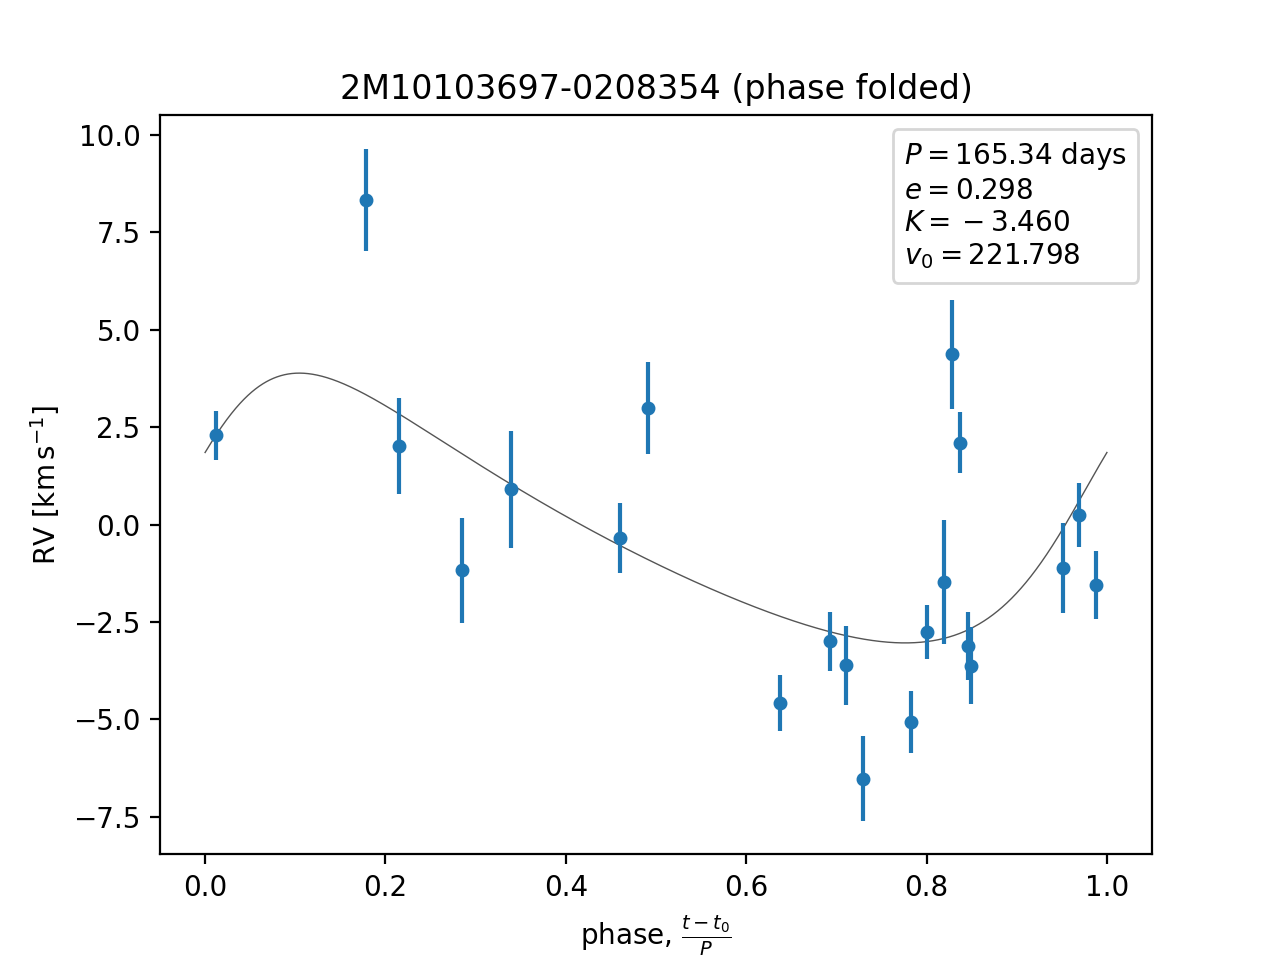 2M10103697-0208354 (phase folded)
P = 165.34 days
e = 0.298
K = −3.460
v₀ = 221.798
RV [km s⁻¹]
10.0
7.5
5.0
2.5
0.0
−2.5
−5.0
−7.5
0.0 0.2 0.4 0.6 0.8 1.0
phase, (t − t₀)/P